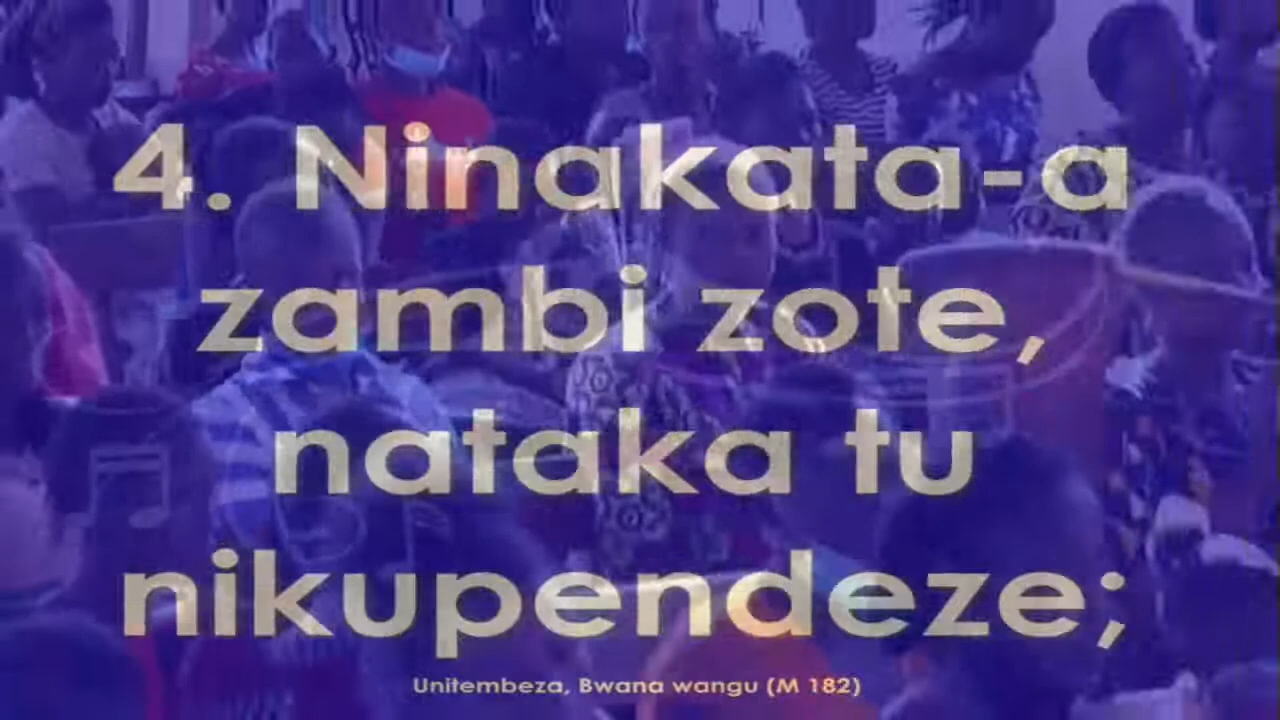 4. Ninakata-a
zambi zote,
nataka tu
nikupendeze;
Unitembeza, Bwana wangu (M 182)